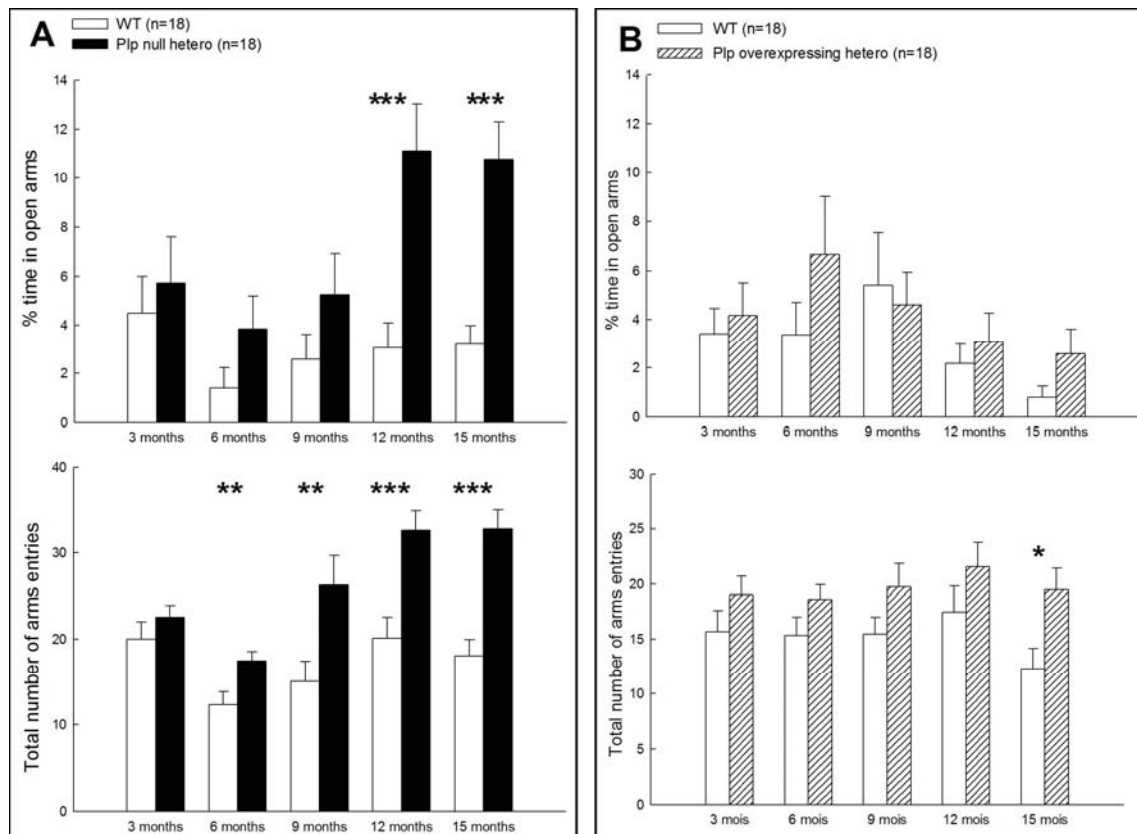 A
WT (n=18)
Plp null hetero (n=18)
% time in open arms
14
12
10
8
6
4
2
0
*** ***
3 months 6 months 9 months 12 months 15 months
Total number of arms entries
40
30
20
10
0
** ** *** ***
3 months 6 months 9 months 12 months 15 months
B
WT (n=18)
Plp overexpressing hetero (n=18)
% time in open arms
14
12
10
8
6
4
2
0
3 months 6 months 9 months 12 months 15 months
Total number of arms entries
30
25
20
15
10
5
0
*
3 mois 6 mois 9 mois 12 mois 15 mois